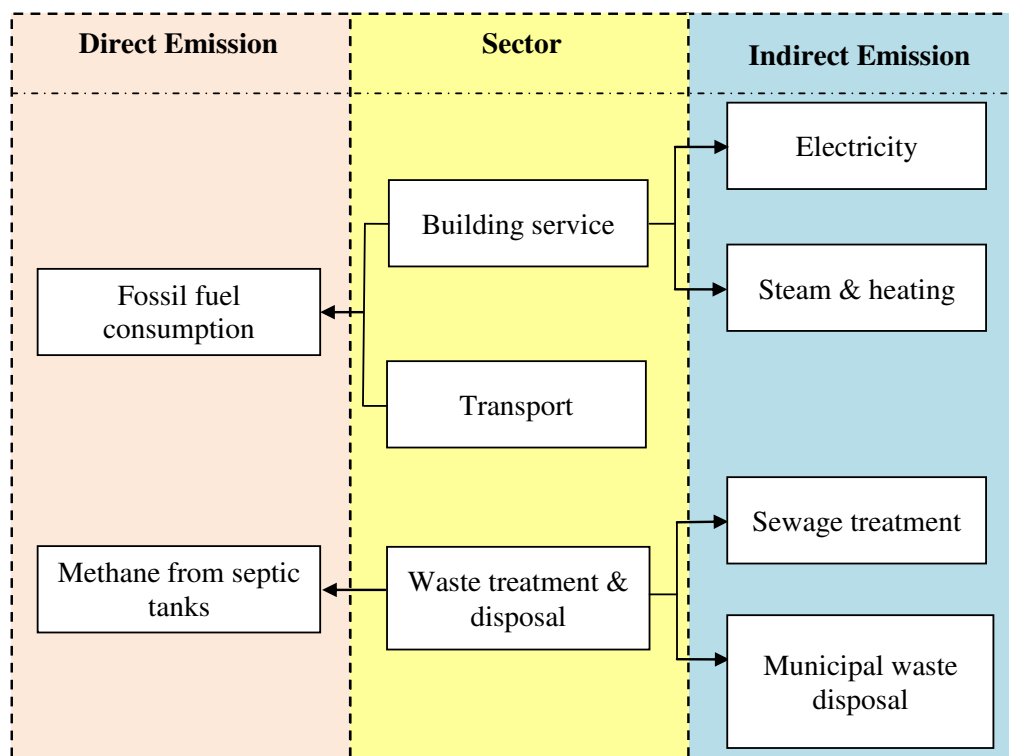 Direct Emission
Sector
Indirect Emission
Electricity
Building service
Steam & heating
Fossil fuel
consumption
Transport
Sewage treatment
Methane from septic
tanks
Waste treatment &
disposal
Municipal waste
disposal